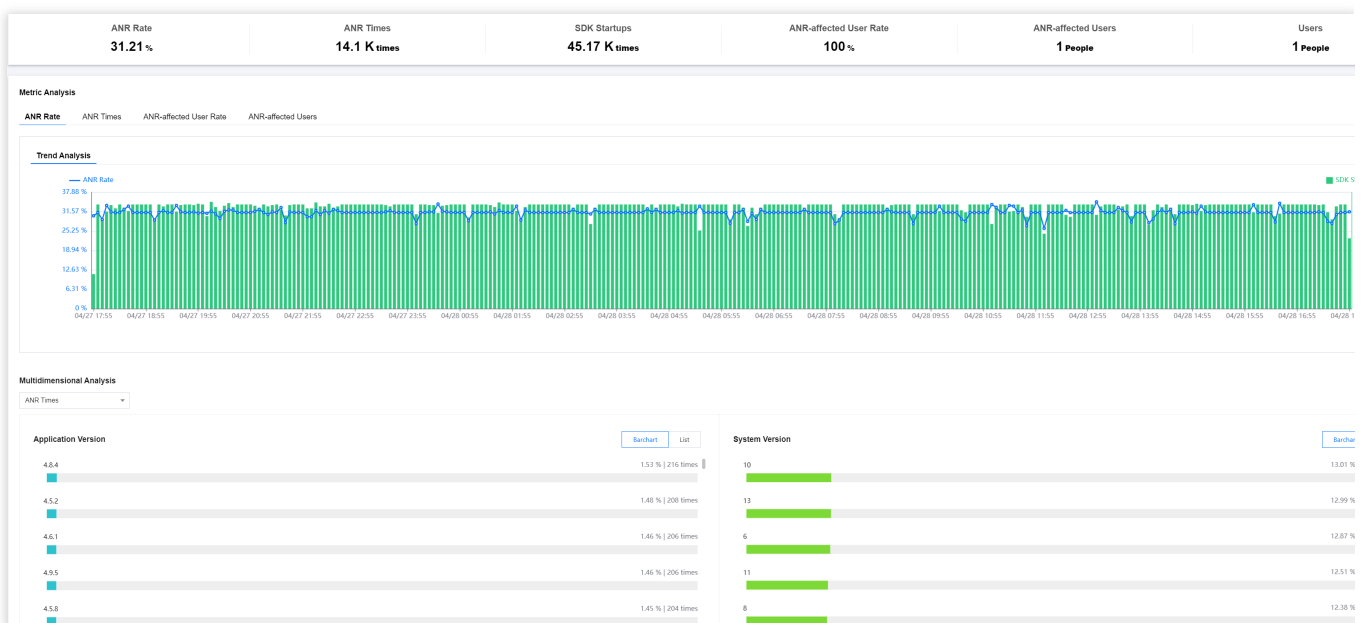 ANR Rate ANR Times SDK Startups ANR-affected User Rate ANR-affected Users Users
31.21 % 14.1 K times 45.17 K times 100 % 1 People 1 People
Metric Analysis
ANR Rate ANR Times ANR-affected User Rate ANR-affected Users
Trend Analysis
ANR Rate SDK S
37.88 %
31.57 %
25.25 %
18.94 %
12.63 %
6.31 %
0 %
04/27 17:55 04/27 18:55 04/27 19:55 04/27 20:55 04/27 21:55 04/27 22:55 04/27 23:55 04/28 00:55 04/28 01:55 04/28 02:55 04/28 03:55 04/28 04:55 04/28 05:55 04/28 06:55 04/28 07:55 04/28 08:55 04/28 09:55 04/28 10:55 04/28 11:55 04/28 12:55 04/28 13:55 04/28 14:55 04/28 15:55 04/28 16:55 04/28 1
Multidimensional Analysis
ANR Times
Application Version Barchart List System Version Barchar
4.8.4 1.53 % | 216 times 10 13.01 %
4.5.2 1.48 % | 208 times 13 12.99 %
4.6.1 1.46 % | 206 times 6 12.87 %
4.9.5 1.46 % | 206 times 11 12.51 %
4.5.8 1.45 % | 204 times 8 12.38 %